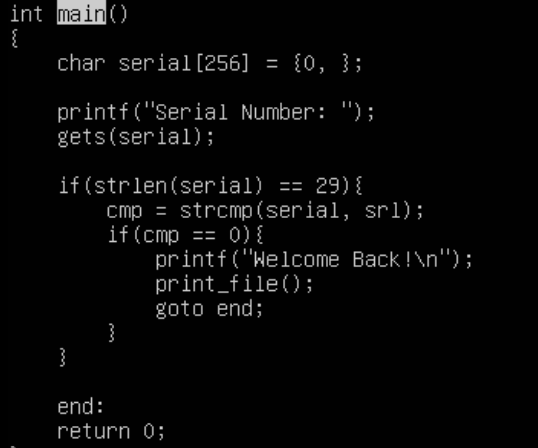 int main()
{
    char serial[256] = {0, };

    printf("Serial Number: ");
    gets(serial);

    if(strlen(serial) == 29){
        cmp = strcmp(serial, srl);
        if(cmp == 0){
            printf("Welcome Back!\n");
            print_file();
            goto end;
        }
    }

    end:
    return 0;